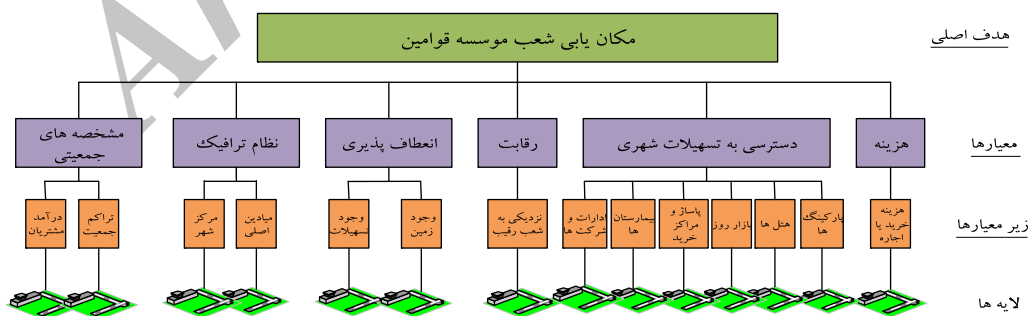 مکان یابی شعب موسسه قوامین
هدف اصلی
هزینه
دسترسی به تسهیلات شهری
رقابت
انعطاف پذیری
نظام ترافیک
مشخصه های
جمعیتی
معیارها
هزینه
خرید یا
اجاره
پارکینگ
ها
هتل ها
بازار روز
پاساژ و
مراکز
خرید
بیمارستان
ها
ادارات و
شرکت ها
نزدیکی به
شعب رقیب
وجود
زمین
وجود
تسهیلات
میادین
اصلی
مرکز
شهر
تراکم
جمعیت
درآمد
مشتریان
زیر معیارها
لایه ها